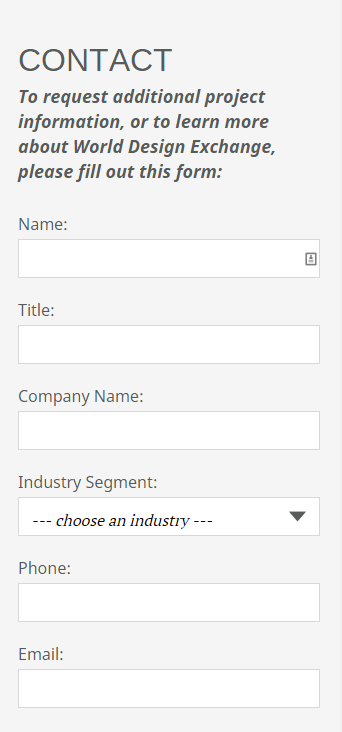 CONTACT
To request additional project
information, or to learn more
about World Design Exchange,
please fill out this form:
Name:
Title:
Company Name:
Industry Segment:
--- choose an industry ---
Phone:
Email: